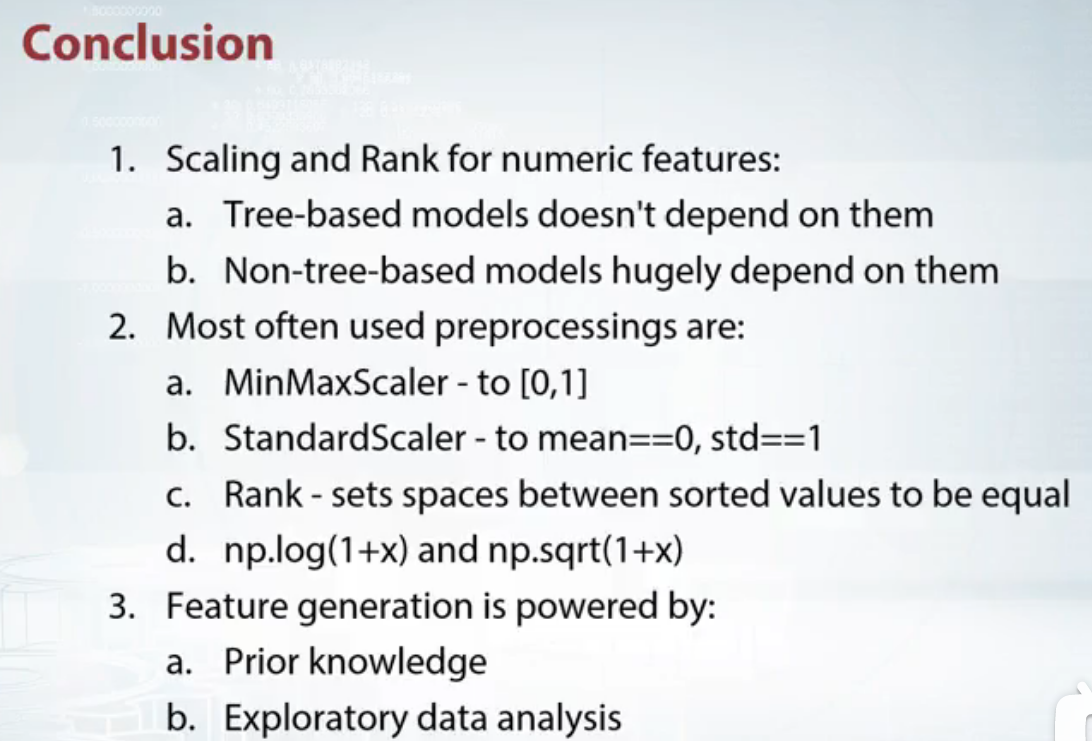 Conclusion
1. Scaling and Rank for numeric features:
a. Tree-based models doesn't depend on them
b. Non-tree-based models hugely depend on them
2. Most often used preprocessings are:
a. MinMaxScaler - to [0,1]
b. StandardScaler - to mean==0, std==1
c. Rank - sets spaces between sorted values to be equal
d. np.log(1+x) and np.sqrt(1+x)
3. Feature generation is powered by:
a. Prior knowledge
b. Exploratory data analysis